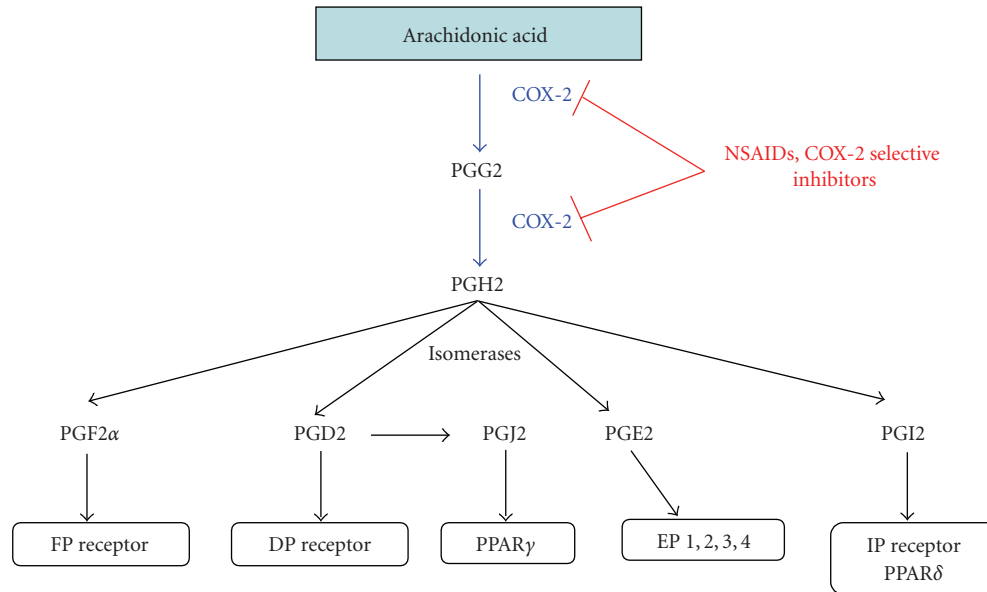 Arachidonic acid
COX-2
NSAIDs, COX-2 selective
inhibitors
PGG2
COX-2
PGH2
Isomerases
PGF2α
PGD2
PGJ2
PGE2
PGI2
FP receptor
DP receptor
PPARγ
EP 1, 2, 3, 4
IP receptor
PPARδ